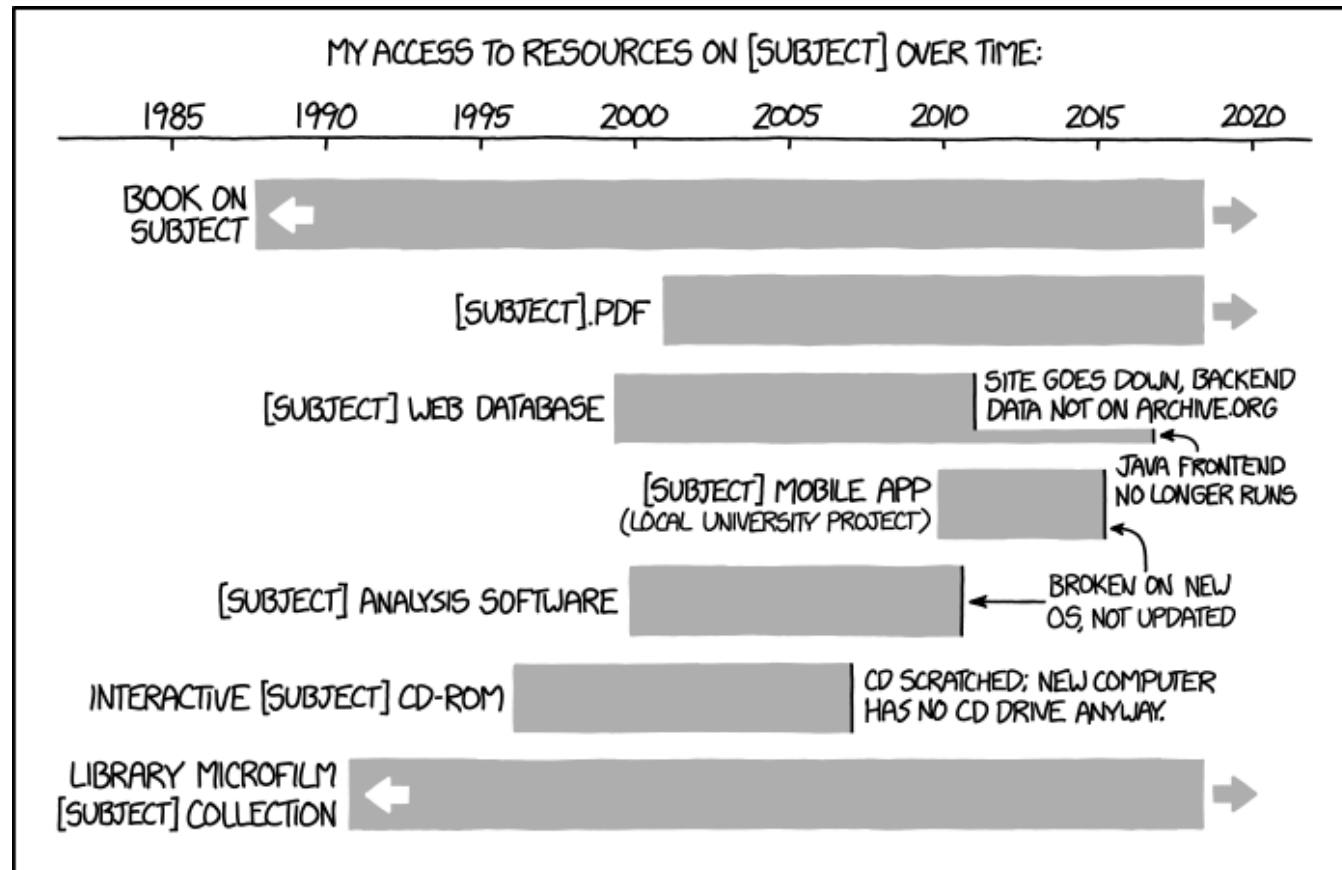 MY ACCESS TO RESOURCES ON [SUBJECT] OVER TIME:
1985 1990 1995 2000 2005 2010 2015 2020
BOOK ON
SUBJECT
[SUBJECT].PDF
[SUBJECT] WEB DATABASE
SITE GOES DOWN, BACKEND
DATA NOT ON ARCHIVE.ORG
JAVA FRONTEND
NO LONGER RUNS
[SUBJECT] MOBILE APP
(LOCAL UNIVERSITY PROJECT)
[SUBJECT] ANALYSIS SOFTWARE
BROKEN ON NEW
OS, NOT UPDATED
INTERACTIVE [SUBJECT] CD-ROM
CD SCRATCHED; NEW COMPUTER
HAS NO CD DRIVE ANYWAY.
LIBRARY MICROFILM
[SUBJECT] COLLECTION